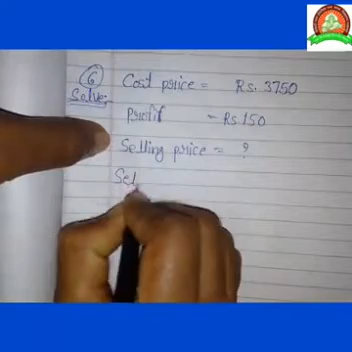 6 Cost price = Rs. 3750
Solve: Profit = Rs 150
Selling price = ?
Sel